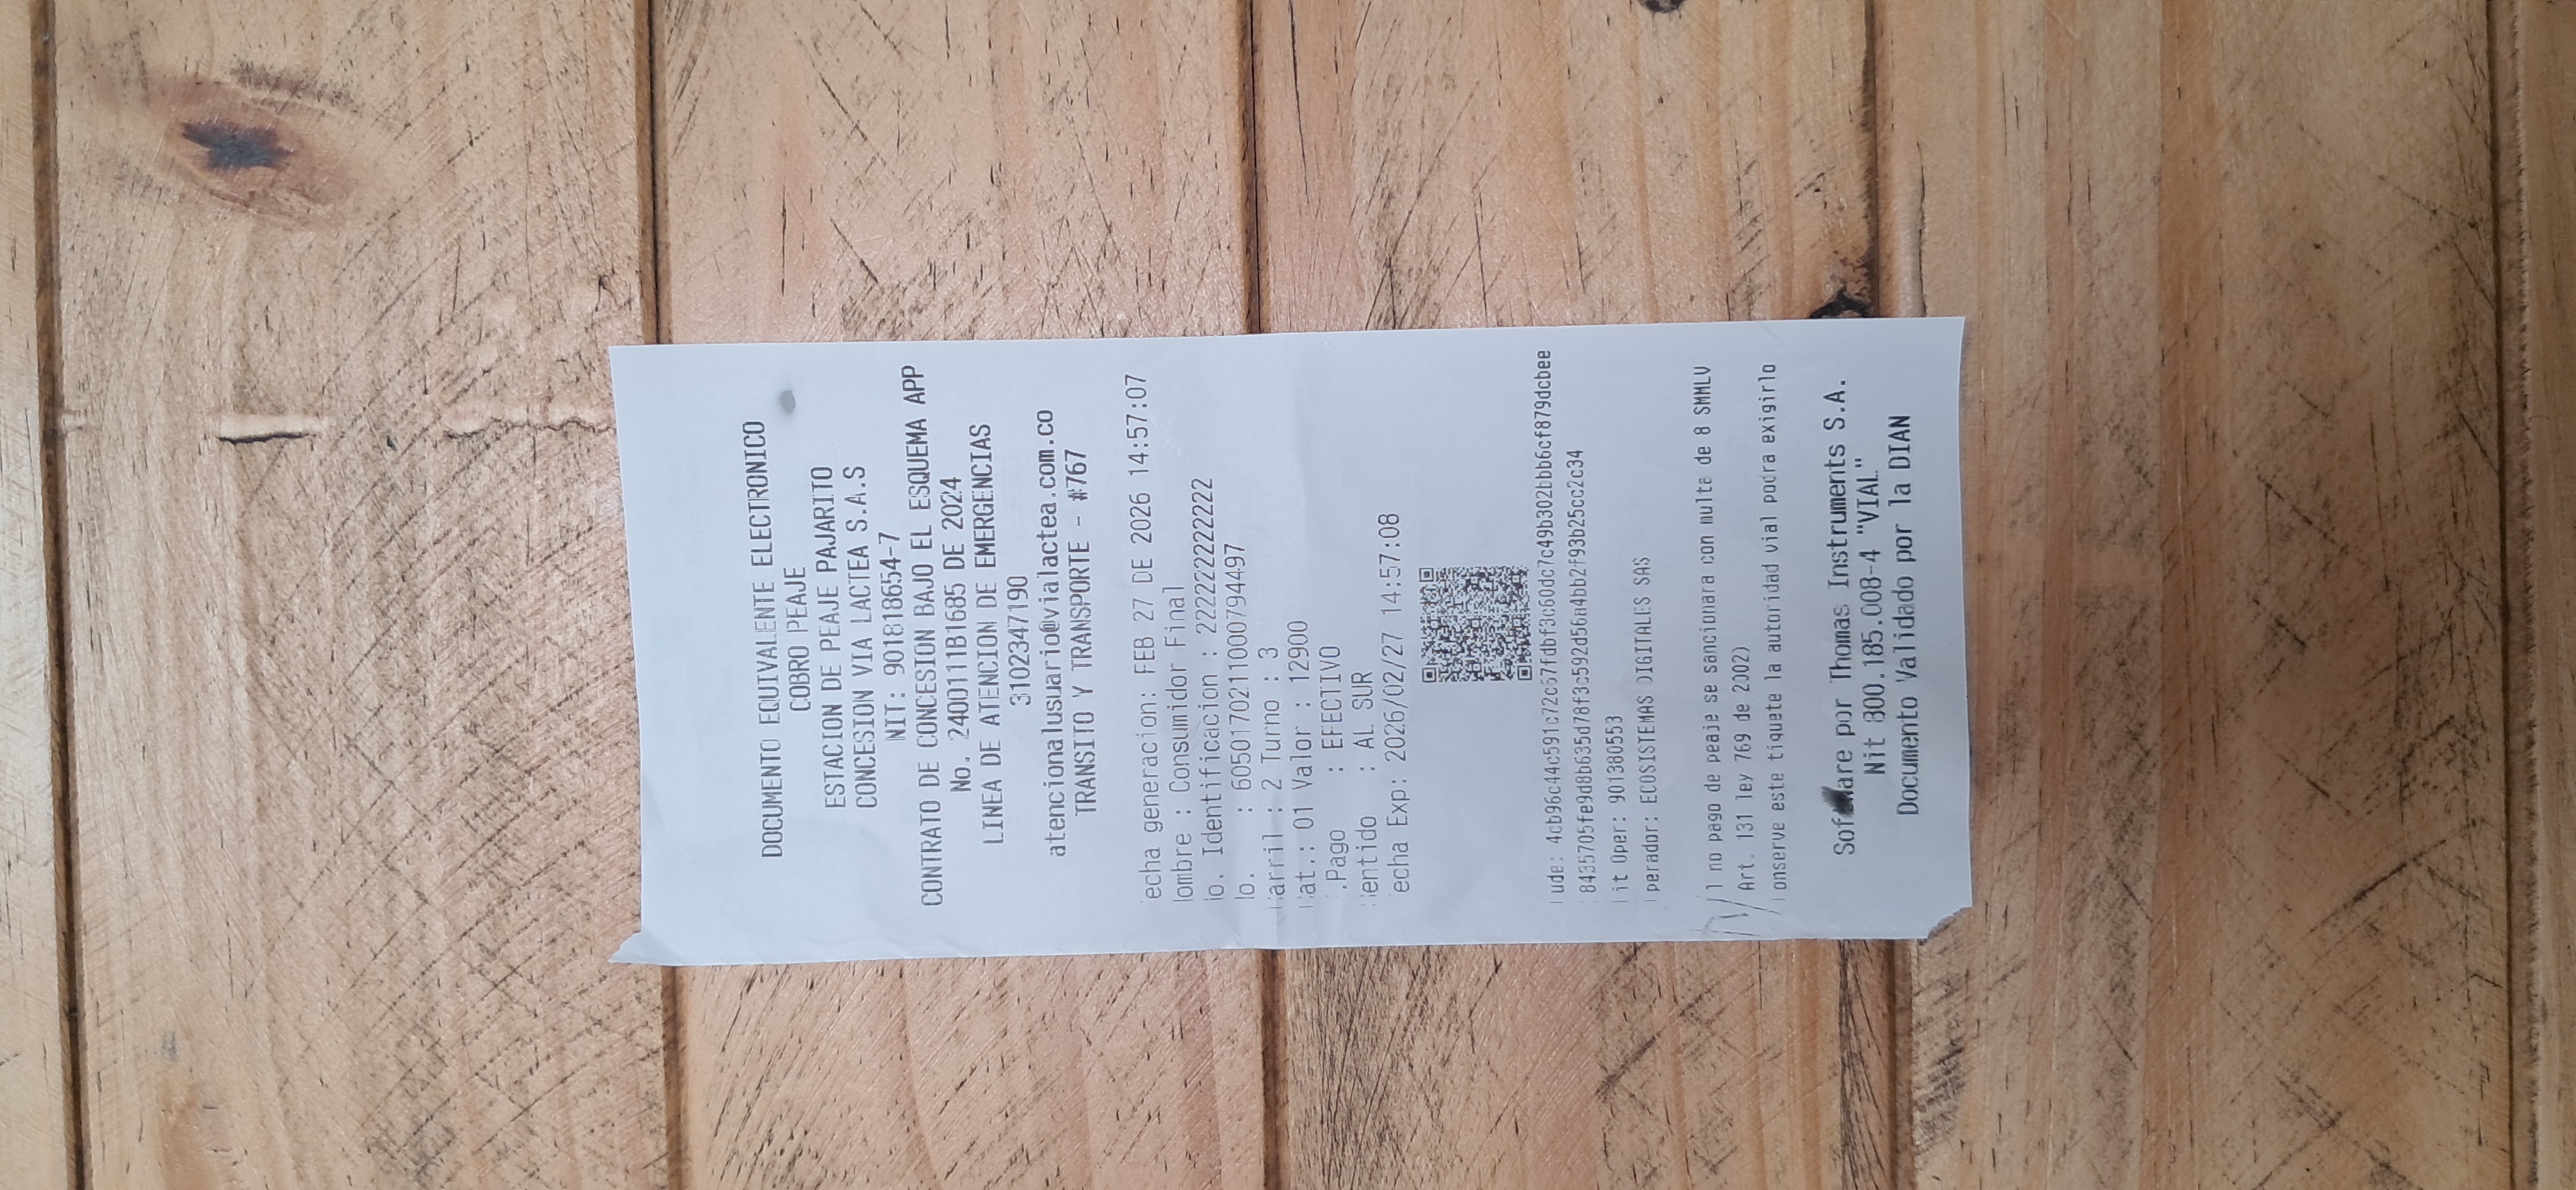 DOCUMENTO EQUIVALENTE ELECTRONICO
COBRO PEAJE
ESTACION DE PEAJE PAJARITO
CONCESION VIA LACTEA S.A.S
NIT: 901818654-7
CONTRATO DE CONCESION BAJO EL ESQUEMA APP
No. 2400111B1685 DE 2024
LINEA DE ATENCION DE EMERGENCIAS
3102347190
atencionalusuario@vialactea.com.co
TRANSITO Y TRANSPORTE - #767
echa generacion: FEB 27 DE 2026 14:57:07
ombre : Consumidor Final
o. Identificacion : 222222222222
o. : 6050170211000794497
arril : 2 Turno : 3
at.: 01 Valor : 12900
.Pago : EFECTIVO
entido : AL SUR
echa Exp: 2026/02/27 14:57:08
ude: 4cb96c44c591c72c67fdbf3c60dc7c49b302bbb6cf879dcbee
8435705fe9d8b635d78f3c592d56a4bb2f93b25cc2c34
it Oper: 901380553
perador: ECOSISTEMAS DIGITALES SAS
l no pago de peaje se sancionara con multa de 8 SMMLV
Art. 131 ley 769 de 2002)
onserve este tiquete la autoridad vial podra exigirlo
Software por Thomas Instruments S.A.
Nit 800.185.008-4 "VIAL"
Documento Validado por la DIAN